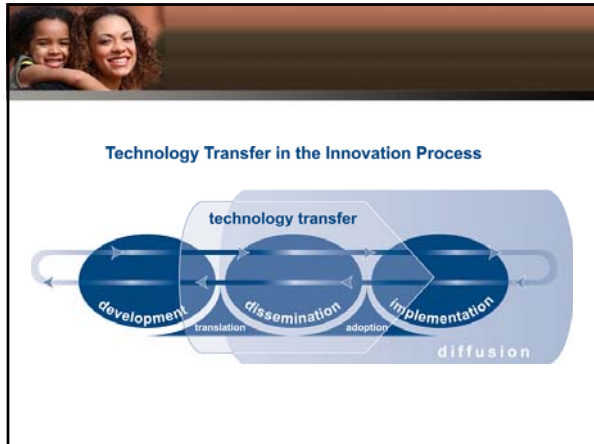 Technology Transfer in the Innovation Process
technology transfer
development
dissemination
implementation
translation
adoption
diffusion